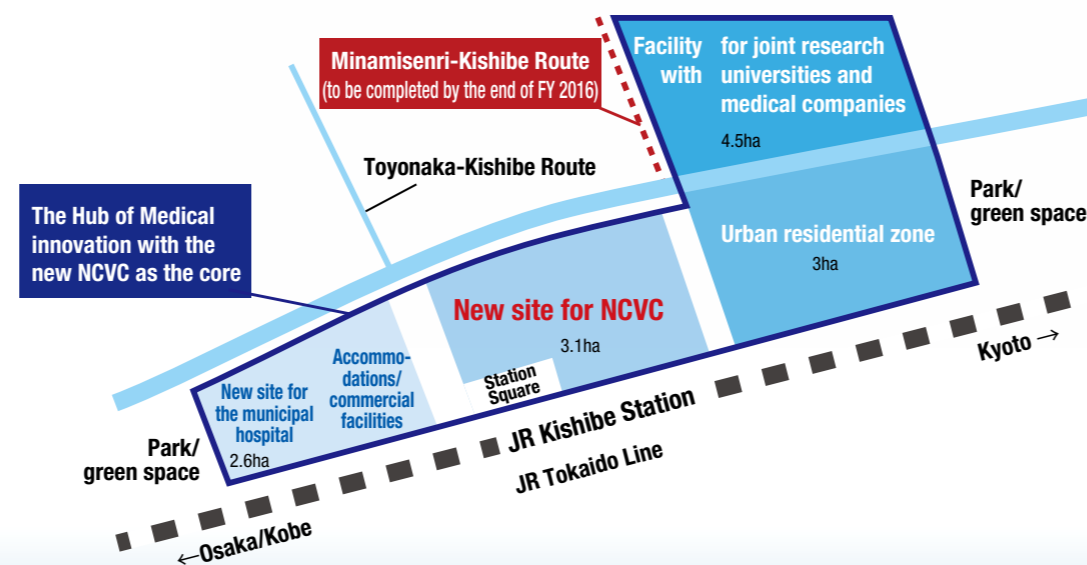 Minamisenri-Kishibe Route
(to be completed by the end of FY 2016)
Facility for joint research
with universities and
medical companies
4.5ha
Toyonaka-Kishibe Route
The Hub of Medical
innovation with the
new NCVC as the core
Park/
green space
Urban residential zone
3ha
New site for NCVC
3.1ha
Station
Square
Accommo-
dations/
commercial
facilities
New site for
the municipal
hospital
2.6ha
Park/
green space
Kyoto →
JR Kishibe Station
JR Tokaido Line
←Osaka/Kobe